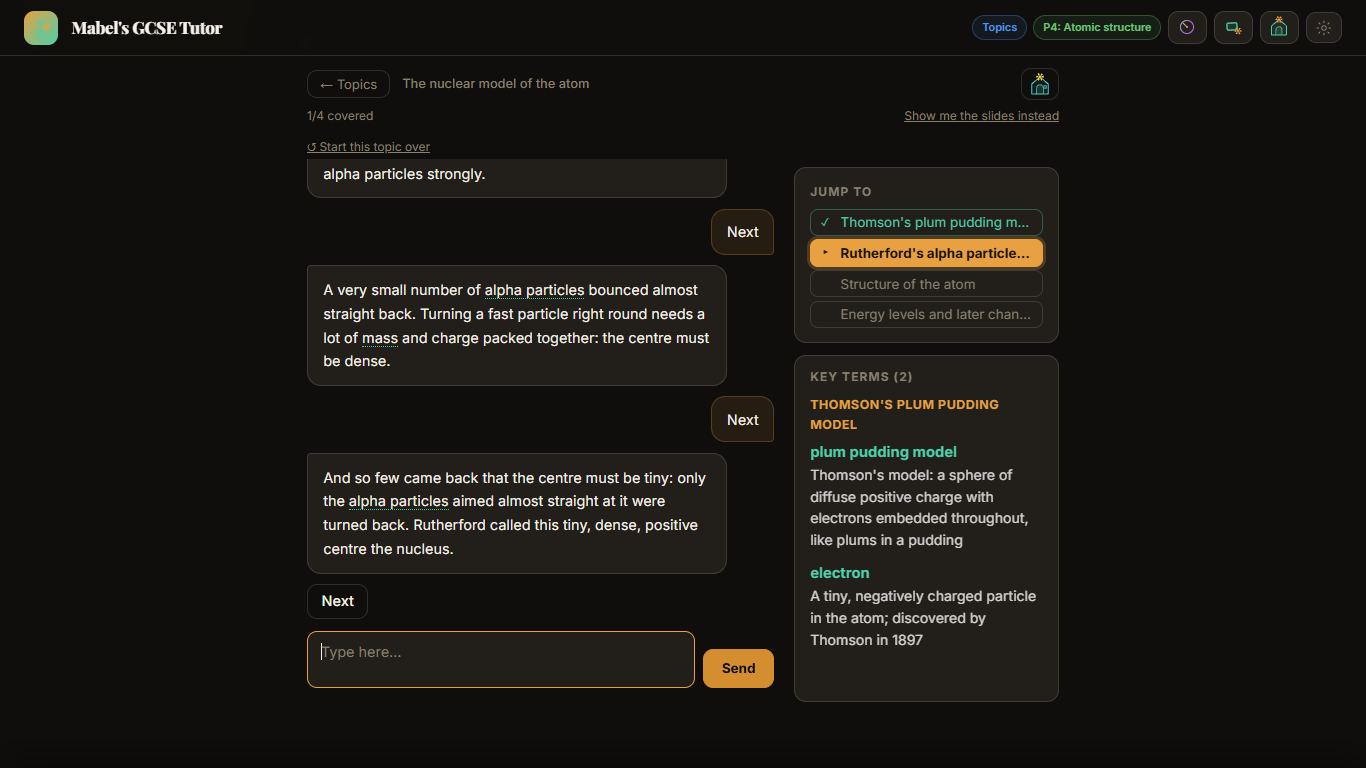 Mabel's GCSE Tutor
Topics
P4: Atomic structure
← Topics
The nuclear model of the atom
1/4 covered
Show me the slides instead
↺ Start this topic over
alpha particles strongly.
Next
A very small number of alpha particles bounced almost
straight back. Turning a fast particle right round needs a
lot of mass and charge packed together: the centre must
be dense.
Next
And so few came back that the centre must be tiny: only
the alpha particles aimed almost straight at it were
turned back. Rutherford called this tiny, dense, positive
centre the nucleus.
Next
Type here...
Send
JUMP TO
✓ Thomson's plum pudding m...
▸ Rutherford's alpha particle...
Structure of the atom
Energy levels and later chan...
KEY TERMS (2)
THOMSON'S PLUM PUDDING
MODEL
plum pudding model
Thomson's model: a sphere of
diffuse positive charge with
electrons embedded throughout,
like plums in a pudding
electron
A tiny, negatively charged particle
in the atom; discovered by
Thomson in 1897